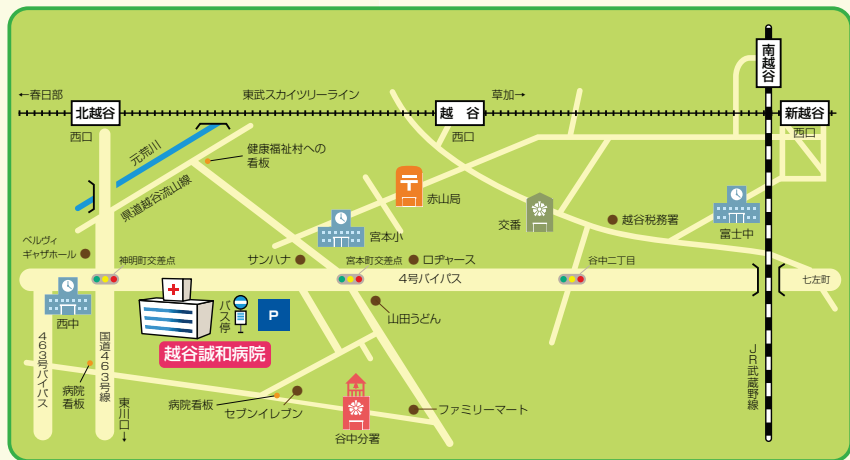 南越谷
←春日部
北越谷
東武スカイツリーライン
越 谷
草加→
新越谷
西口
西口
西口
元荒川
健康福祉村への
看板
県道越谷流山線
赤山局
宮本小
交番
越谷税務署
富士中
ベルヴィ
ギャザホール
神明町交差点
サンハナ
宮本町交差点
ロヂャース
谷中二丁目
4号バイパス
七左町
西中
バス停
P
山田うどん
越谷誠和病院
463号バイパス
国道463号線
JR武蔵野線
病院
看板
東川口↓
病院看板
セブンイレブン
ファミリーマート
谷中分署